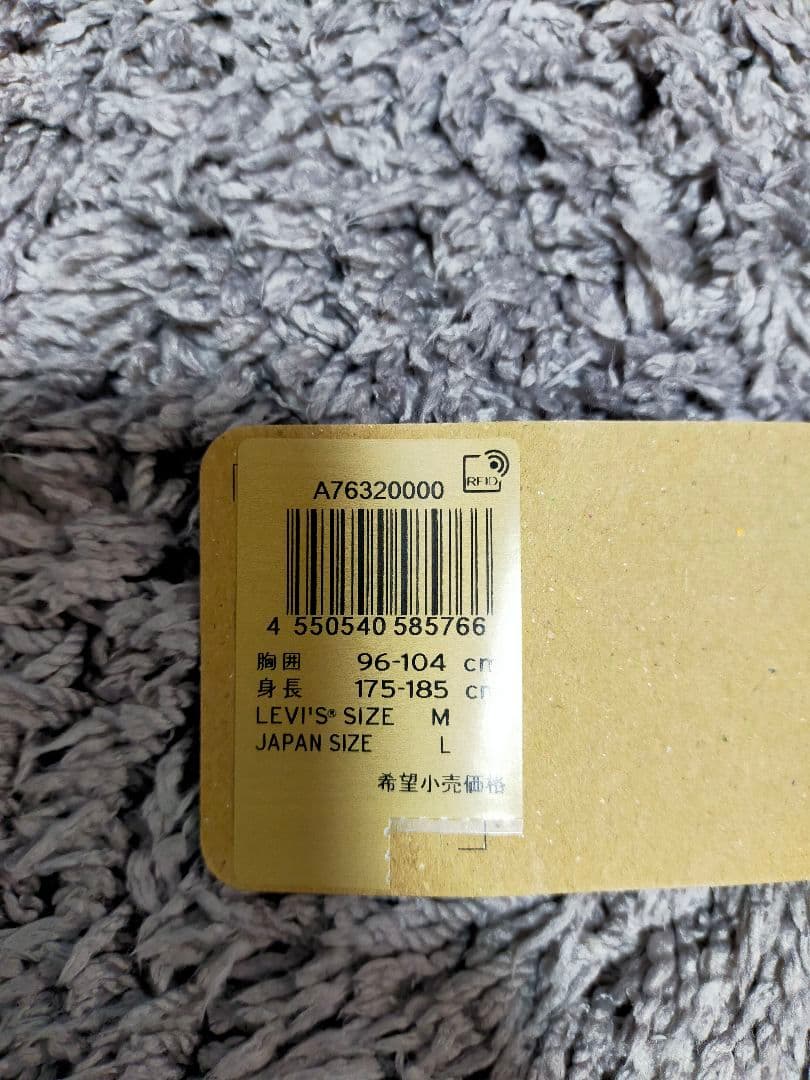 RFID
A76320000
4 550540 585766
胸囲 96-104 cm
身長 175-185 cm
LEVI'S® SIZE M
JAPAN SIZE L
希望小売価格